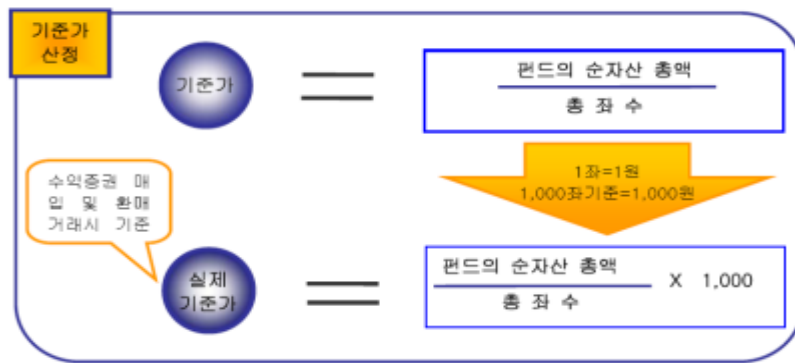 기준가
산정
기준가
펀드의 순자산 총액
총 좌 수
1좌=1원
1,000좌기준=1,000원
수익증권 매
입 및 환매
거래시 기준
실제
기준가
펀드의 순자산 총액
총 좌 수
X 1,000